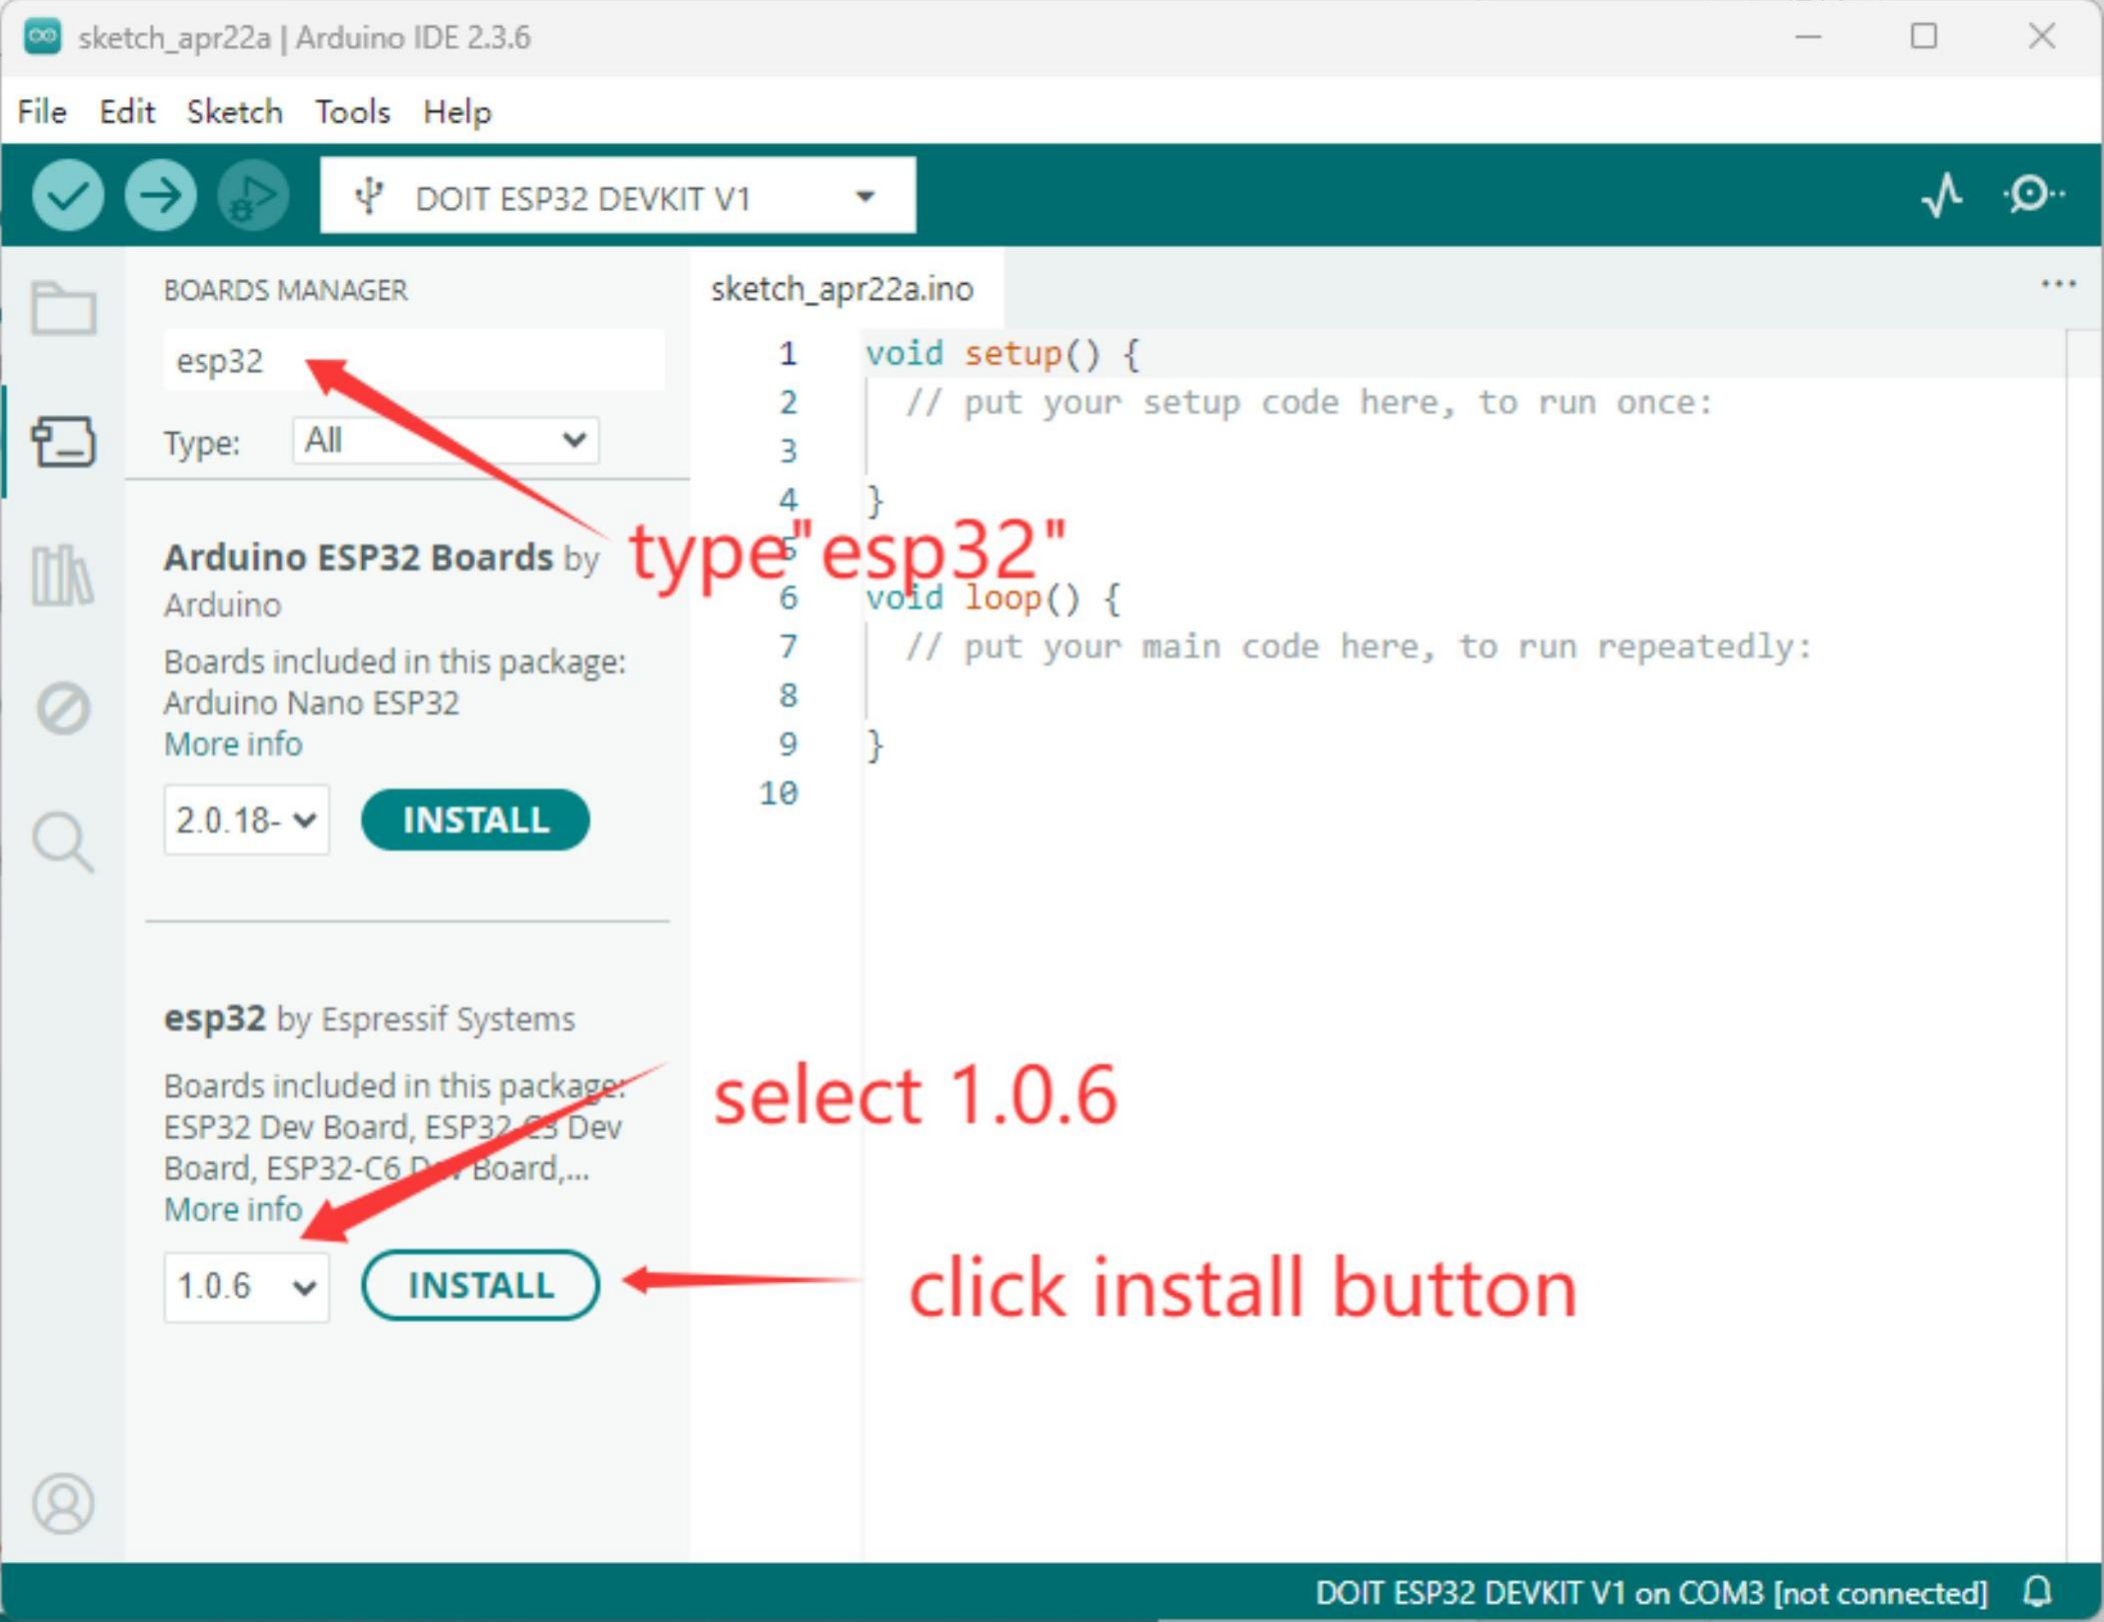 sketch_apr22a | Arduino IDE 2.3.6
File Edit Sketch Tools Help
DOIT ESP32 DEVKIT V1
BOARDS MANAGER
esp32
Type: All
Arduino ESP32 Boards by
Arduino
Boards included in this package:
Arduino Nano ESP32
More info
2.0.18- INSTALL
esp32 by Espressif Systems
Boards included in this package:
ESP32 Dev Board, ESP32-C3 Dev
Board, ESP32-C6 Dev Board,...
More info
1.0.6 INSTALL
sketch_apr22a.ino
1 void setup() {
2 // put your setup code here, to run once:
3
4 }
5
6 void loop() {
7 // put your main code here, to run repeatedly:
8
9 }
10
type"esp32"
select 1.0.6
click install button
DOIT ESP32 DEVKIT V1 on COM3 [not connected]